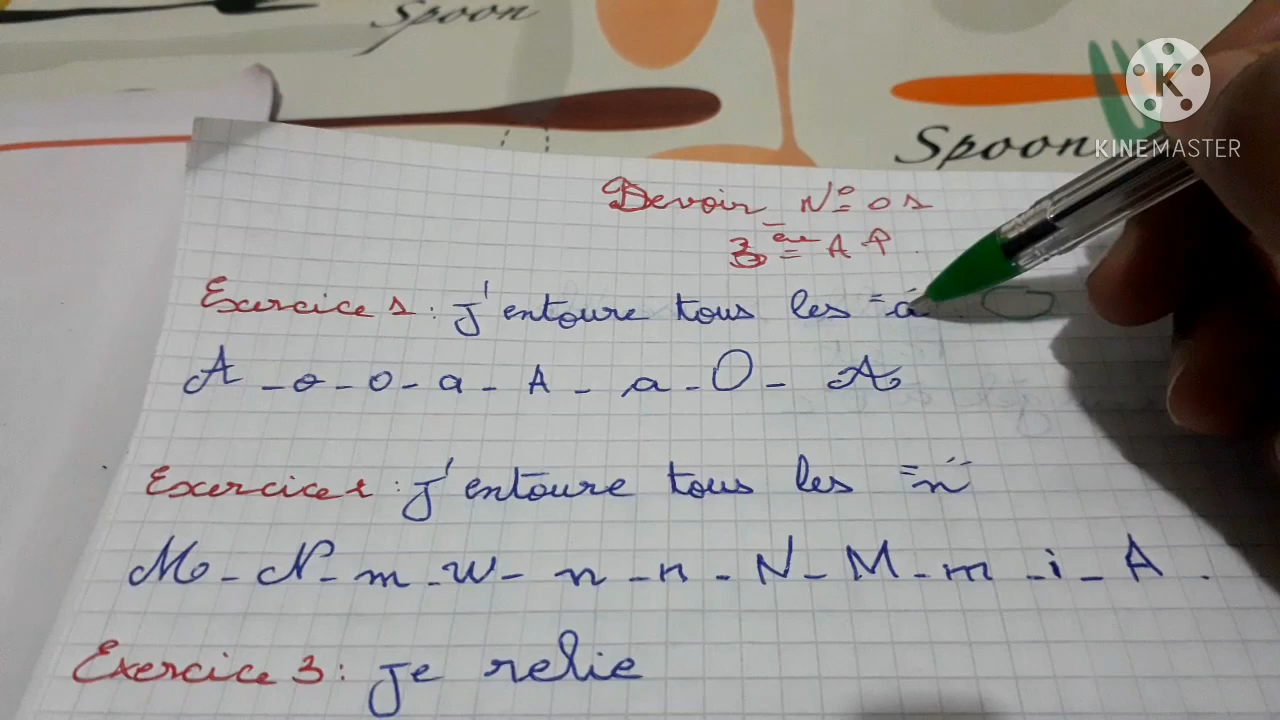 Spoon
Spoon
KINEMASTER
Devoir N° 01
3ème AP.
Exercice 1 : J'entoure tous les "a"
A - o - o - a - A - a - O - A
Exercice 2 : J'entoure tous les "n"
M - N - m - w - n - n - N - M - m - i - A .
Exercice 3 : je relie